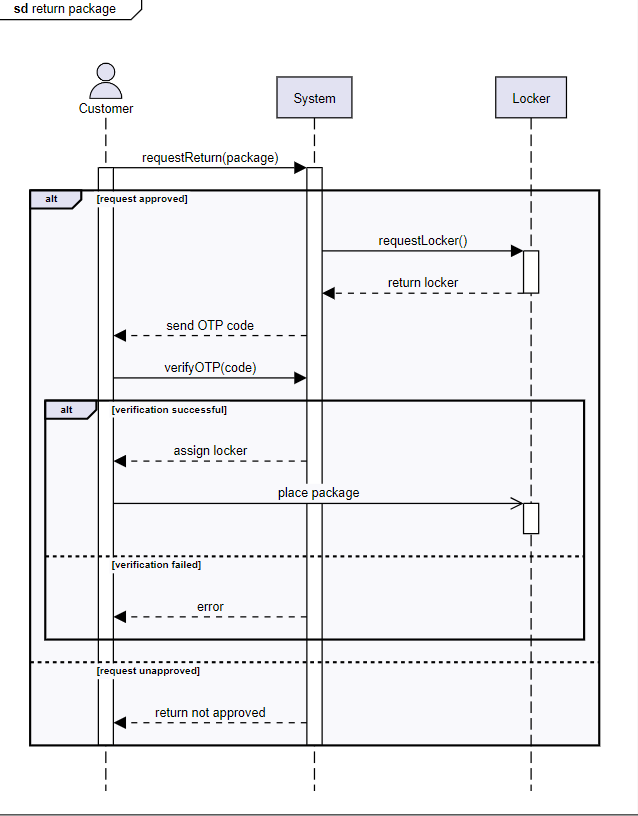 sd return package
Customer
System
Locker
requestReturn(package)
alt
[request approved]
requestLocker()
return locker
send OTP code
verifyOTP(code)
alt
[verification successful]
assign locker
place package
[verification failed]
error
[request unapproved]
return not approved